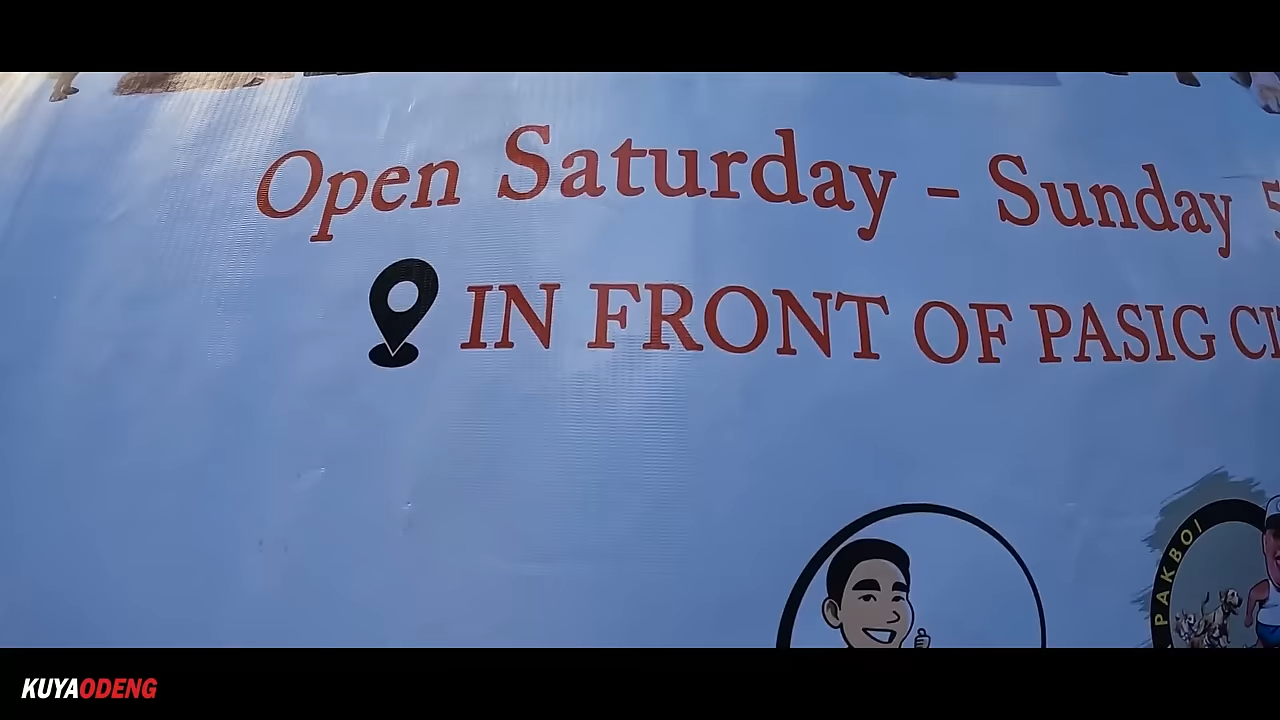 Open Saturday - Sunday
IN FRONT OF PASIG
PAKBOI
KUYAODENG